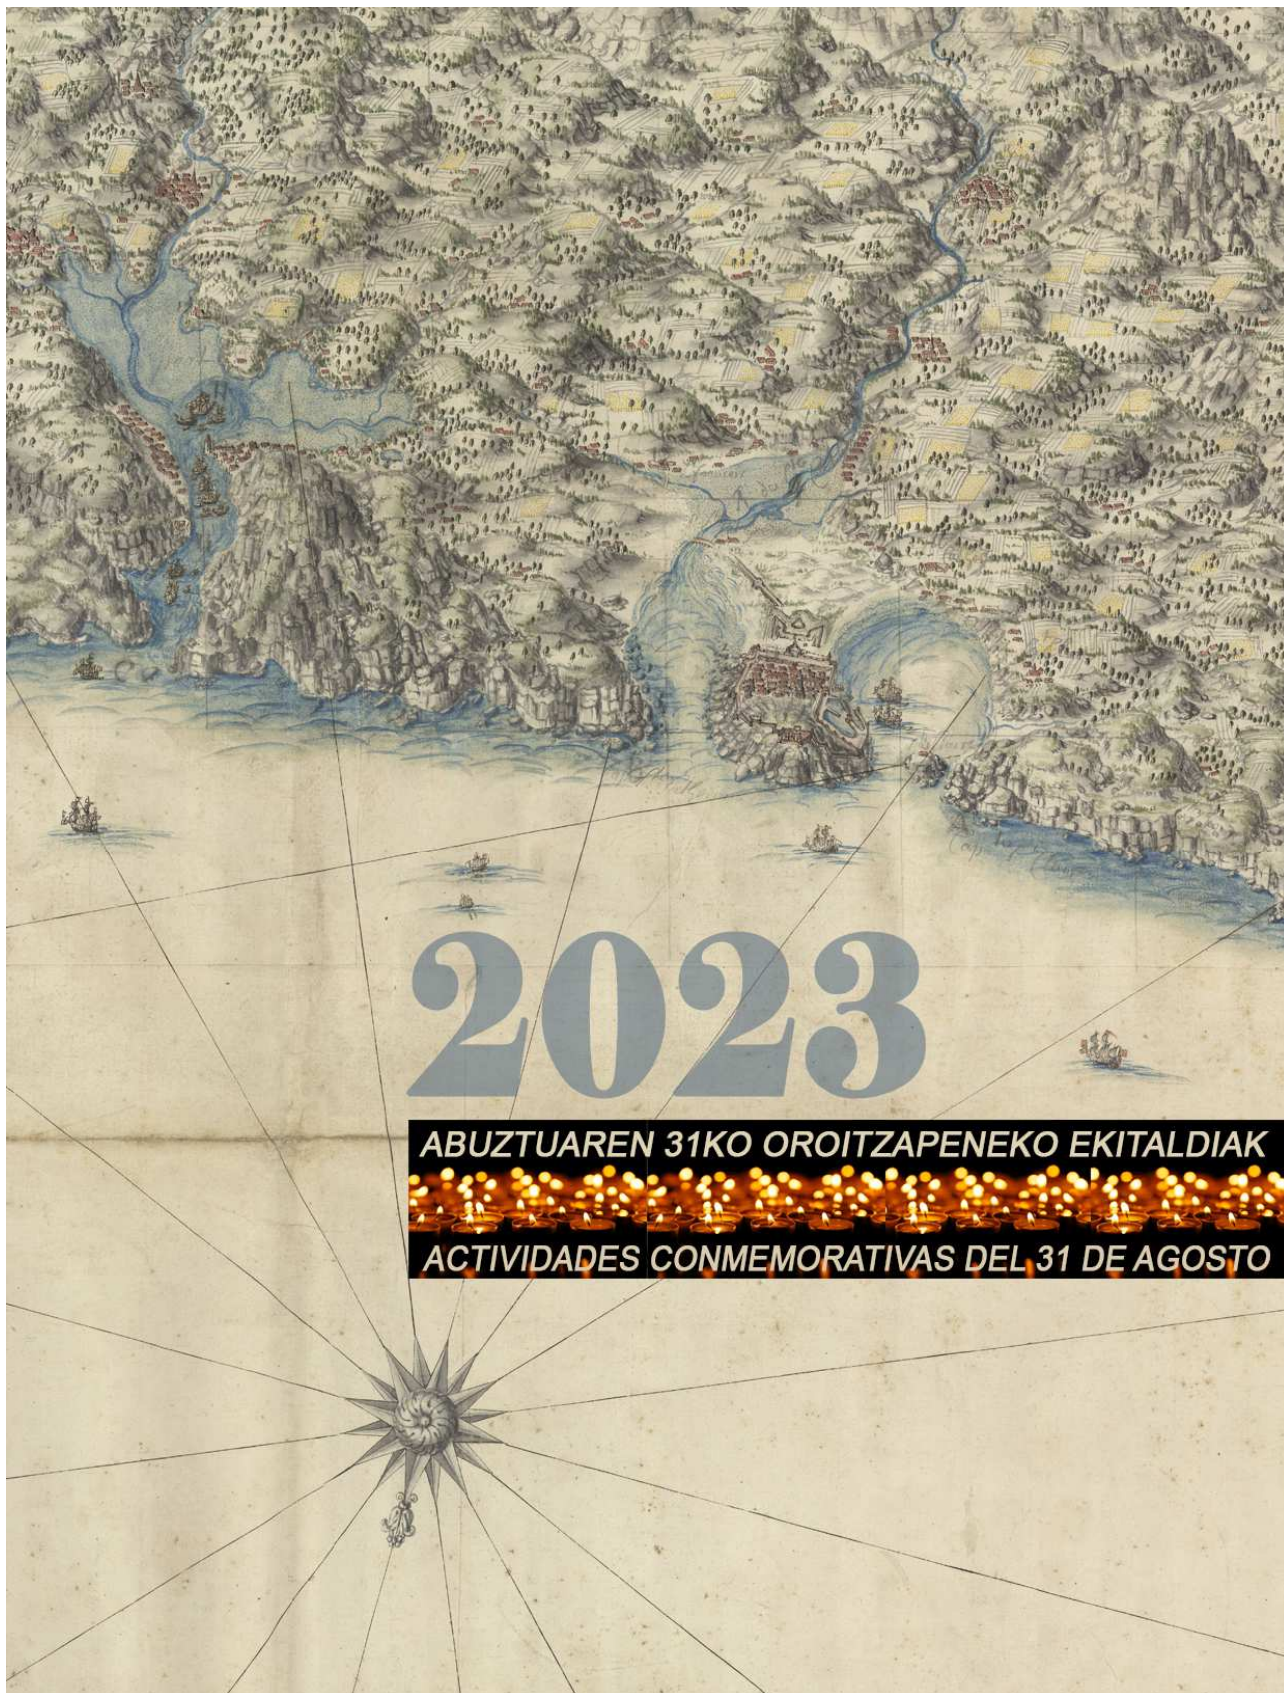 2023
ABUZTUAREN 31KO OROITZAPENEKO EKITALDIAK
ACTIVIDADES CONMEMORATIVAS DEL 31 DE AGOSTO